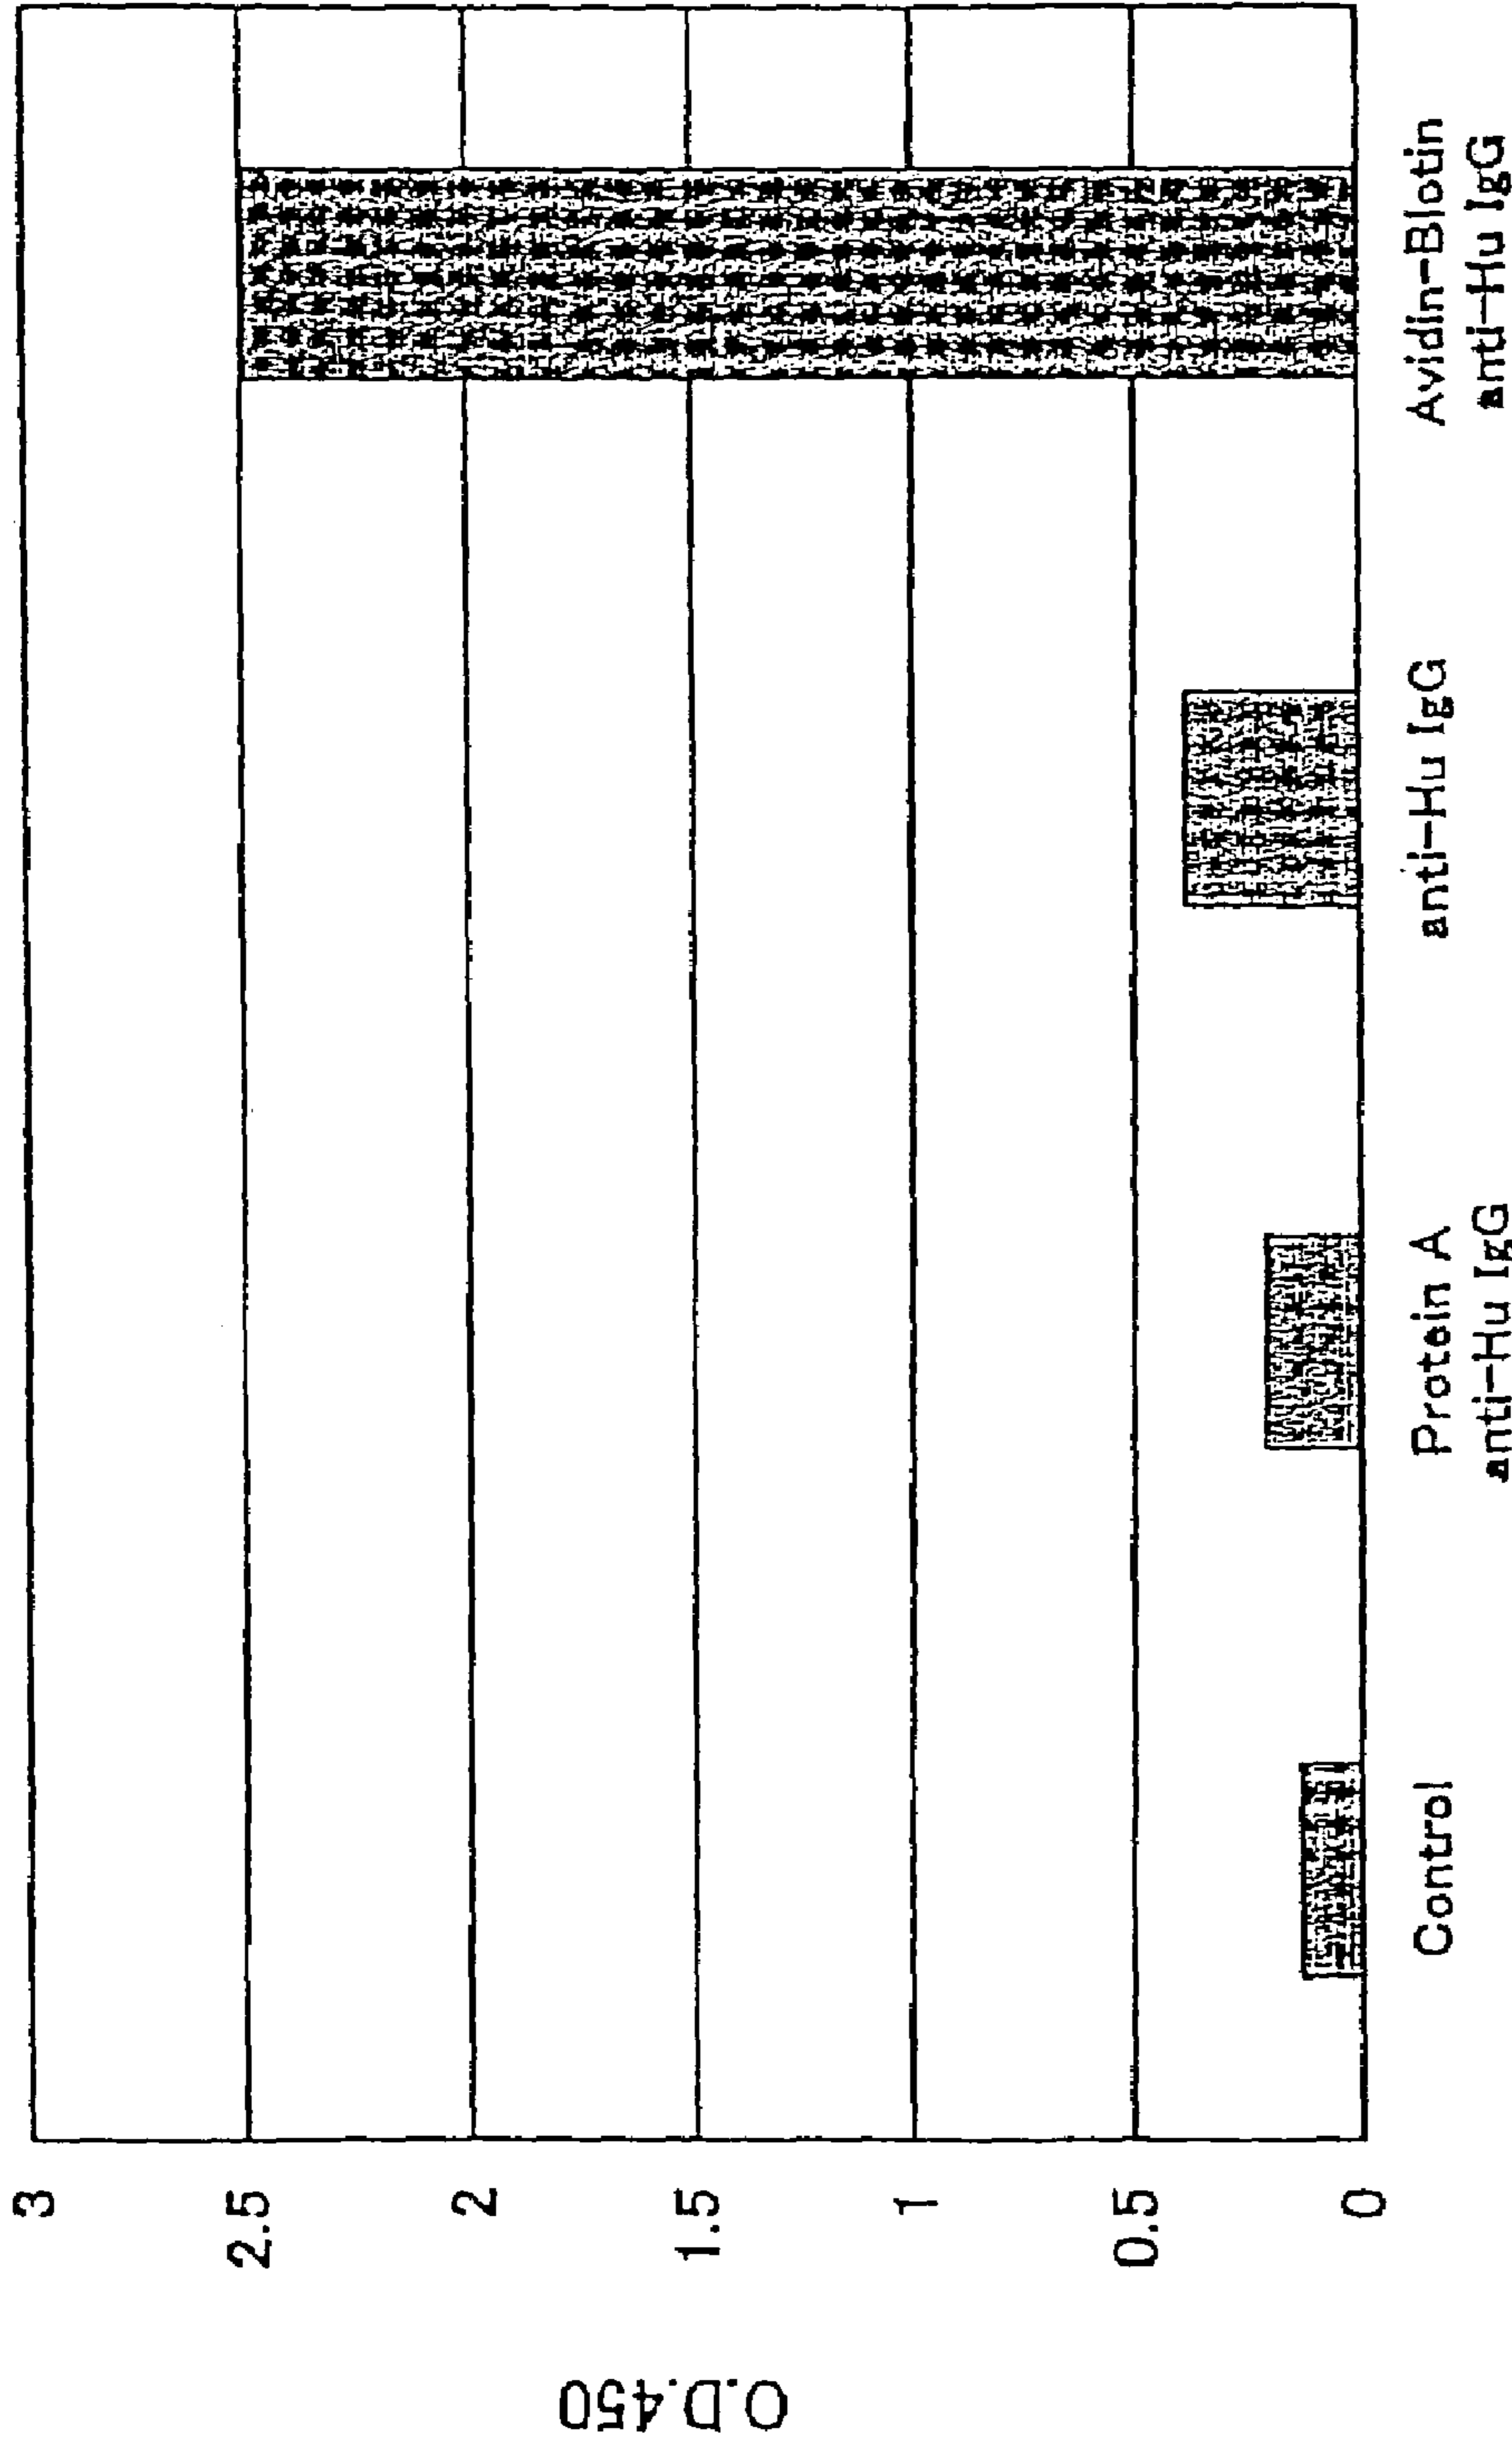 O.D.450
3
2.5
2
1.5
1
0.5
0
Control
Protein A
anti-Hu IgG
anti-Hu IgG
Avidin-Biotin
anti-Hu IgG